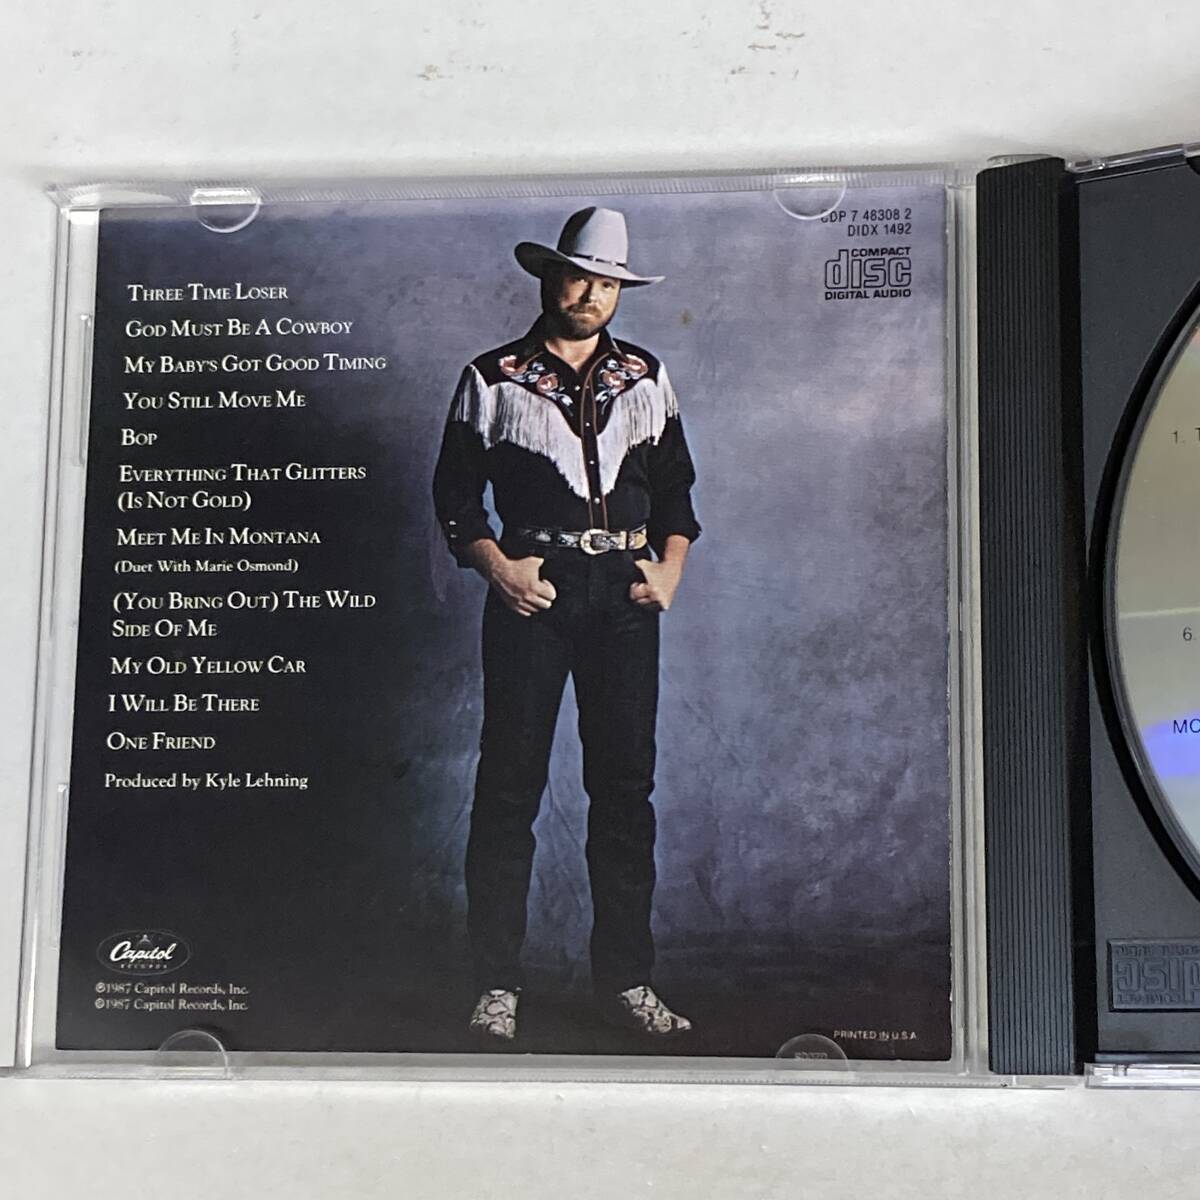 CDP 7 48308 2
DIDX 1492
COMPACT
disc
DIGITAL AUDIO
THREE TIME LOSER
GOD MUST BE A COWBOY
MY BABY'S GOT GOOD TIMING
YOU STILL MOVE ME
BOP
EVERYTHING THAT GLITTERS
(IS NOT GOLD)
MEET ME IN MONTANA
(Duet With Marie Osmond)
(YOU BRING OUT) THE WILD
SIDE OF ME
MY OLD YELLOW CAR
I WILL BE THERE
ONE FRIEND
Produced by Kyle Lehning
Capitol
RECORDS
℗1987 Capitol Records, Inc.
©1987 Capitol Records, Inc.
PRINTED IN U.S.A.
1. T
6.
MO